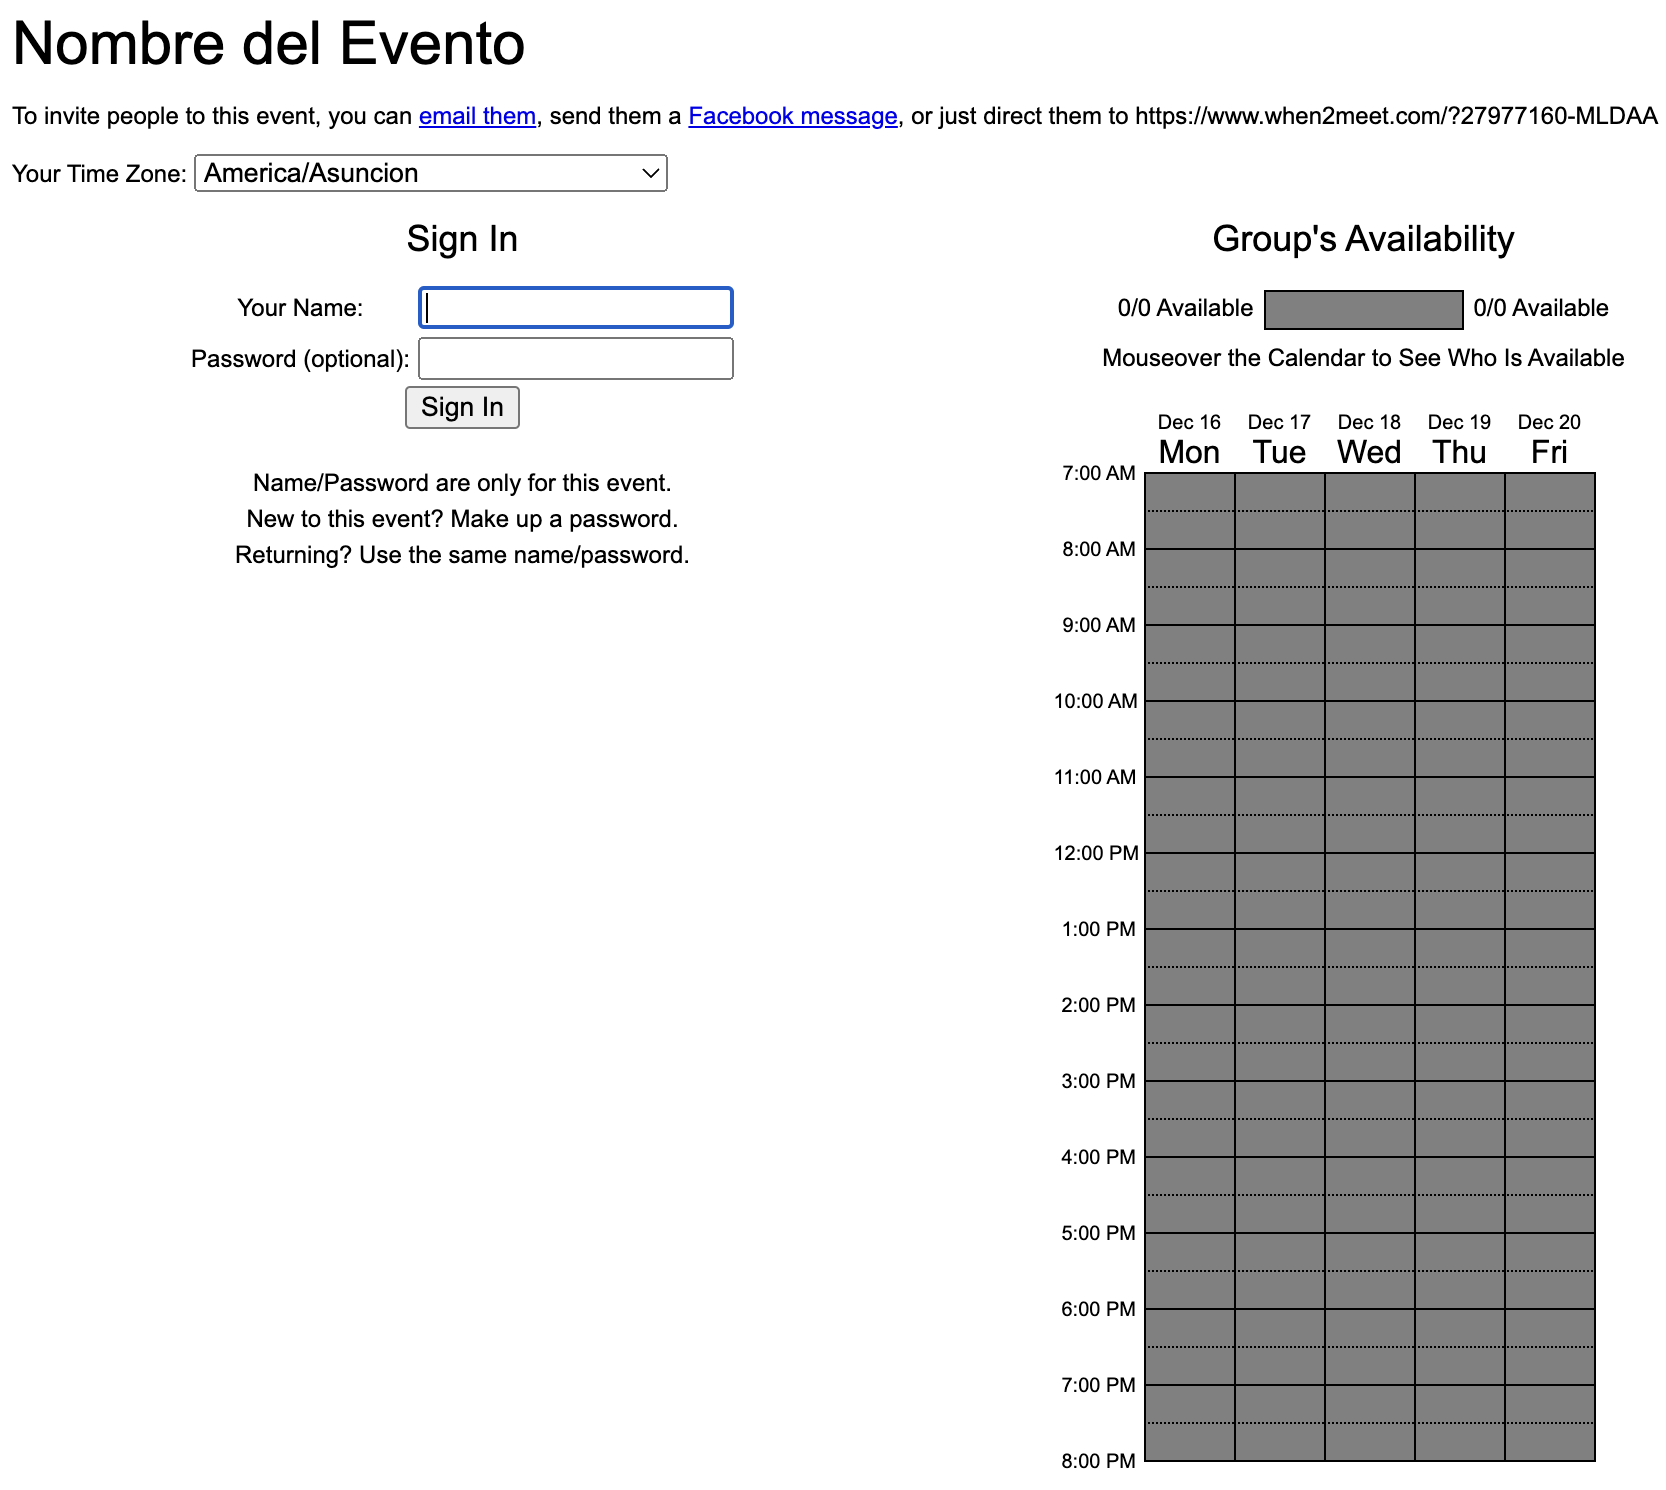 Nombre del Evento
To invite people to this event, you can email them, send them a Facebook message, or just direct them to https://www.when2meet.com/?27977160-MLDAA
Your Time Zone: America/Asuncion
Sign In
Your Name:
Password (optional):
Sign In
Name/Password are only for this event.
New to this event? Make up a password.
Returning? Use the same name/password.
Group's Availability
0/0 Available 0/0 Available
Mouseover the Calendar to See Who Is Available
Dec 16 Dec 17 Dec 18 Dec 19 Dec 20
Mon Tue Wed Thu Fri
7:00 AM
8:00 AM
9:00 AM
10:00 AM
11:00 AM
12:00 PM
1:00 PM
2:00 PM
3:00 PM
4:00 PM
5:00 PM
6:00 PM
7:00 PM
8:00 PM